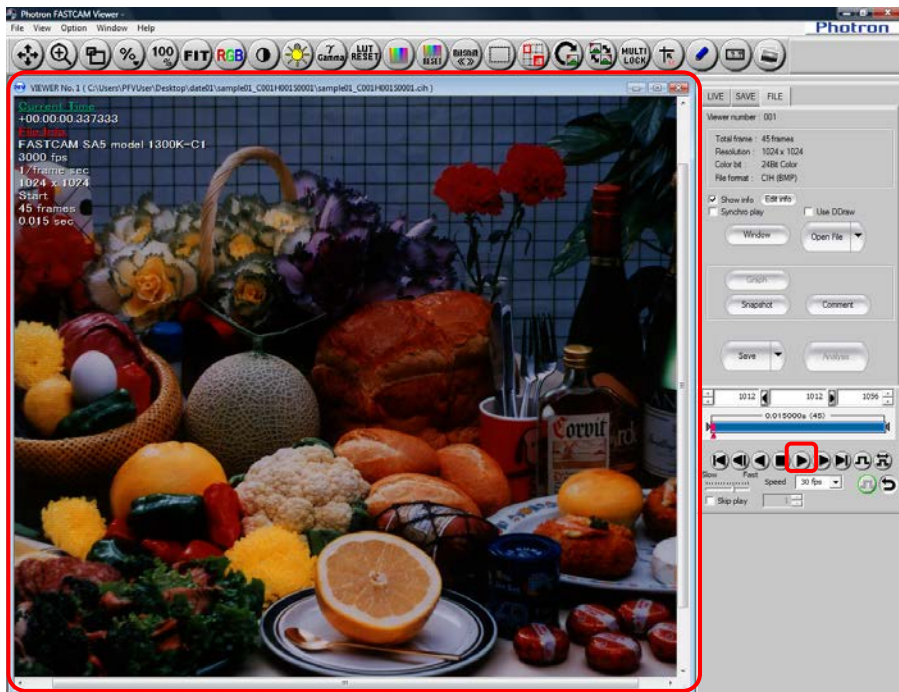 Photron FASTCAM Viewer -
File View Option Window Help
Photron
% 100 % FIT RGB γ Gamma LUT RESET RESET MULTI LOCK
VIEWER No. 1 ( C:\Users\PFVUser\Desktop\date01\sample01_C001H001S0001\sample01_C001H001S0001.cih )
Current Time
+00:00:00.337333
File Info
FASTCAM SA5 model 1300K-C1
3000 fps
1/frame sec
1024 x 1024
Start
45 frames
0.015 sec
Corvit
LIVE SAVE FILE
Viewer number : 001
Total frame : 45 frames
Resolution : 1024 x 1024
Color bit : 24Bit Color
File format : CIH (BMP)
Show info Edit info
Synchro play Use DDraw
Window Open File
Graph
Snapshot Comment
Save Analysis
1012 1012 1056
0.015000s (45)
Slow Fast Speed 30 fps
Skip play 1